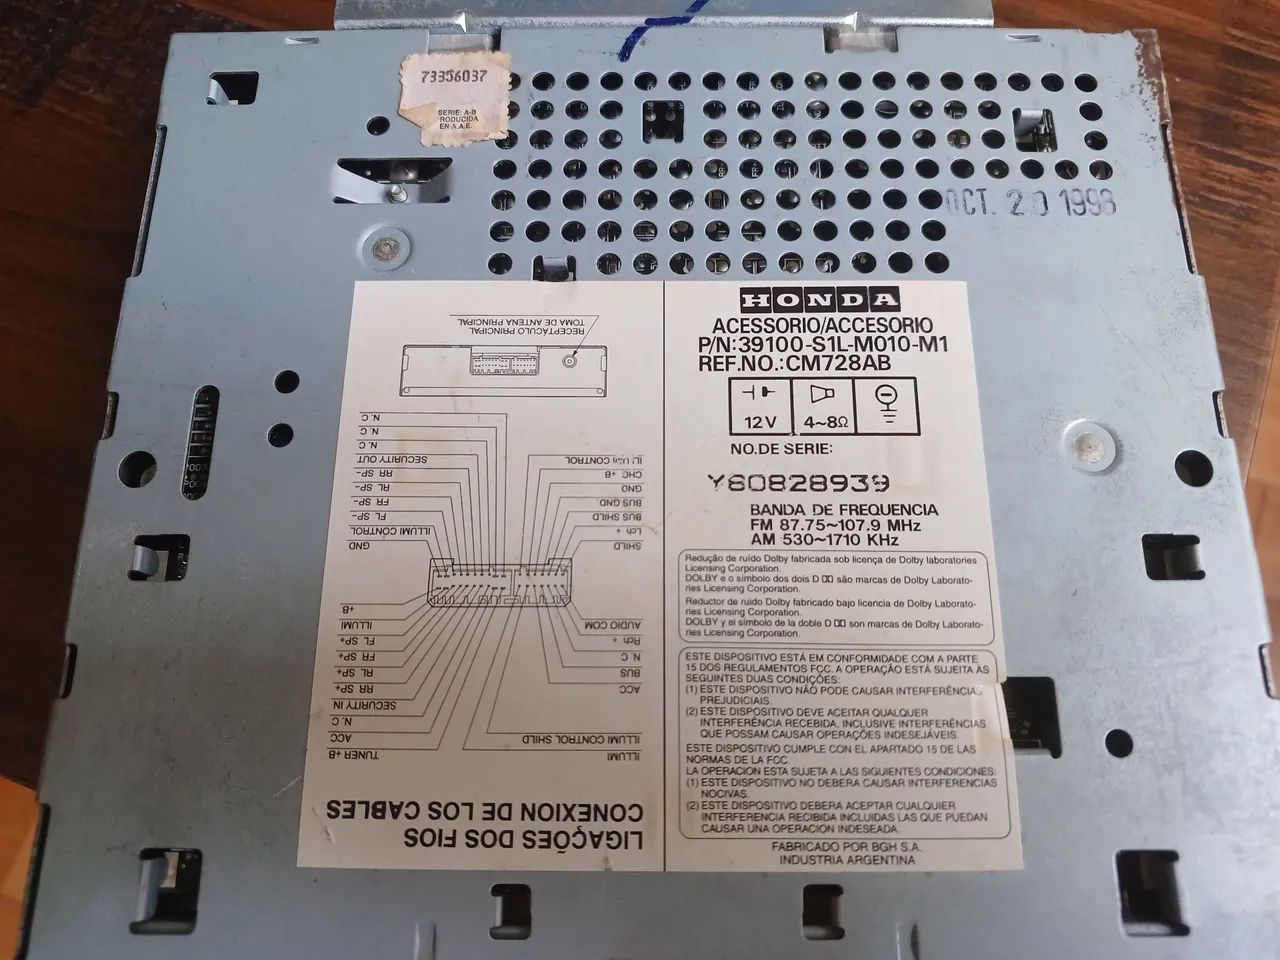 73356037
SERIE: A-B
RODUCIDA
EN A.A.E.
OCT. 20 1998
HONDA
ACESSORIO/ACCESORIO
P/N:39100-S1L-M010-M1
REF.NO.:CM728AB
12V
4~8Ω
NO.DE SERIE:
Y80828939
BANDA DE FREQUENCIA
FM 87.75~107.9 MHz
AM 530~1710 KHz
Redução de ruído Dolby fabricada sob licença de Dolby laboratories
Licensing Corporation.
DOLBY e o símbolo dos dois D são marcas de Dolby Laborato-
ries Licensing Corporation.
Reductor de ruido Dolby fabricado bajo licencia de Dolby Laborato-
ries Licensing Corporation.
DOLBY y el símbolo de la doble D son marcas de Dolby Laborato-
ries Licensing Corporation.
ESTE DISPOSITIVO ESTÁ EM CONFORMIDADE COM A PARTE
15 DOS REGULAMENTOS FCC. A OPERAÇÃO ESTÁ SUJEITA ÀS
SEGUINTES DUAS CONDIÇÕES:
(1) ESTE DISPOSITIVO NÃO PODE CAUSAR INTERFERÊNCIAS
PREJUDICIAIS.
(2) ESTE DISPOSITIVO DEVE ACEITAR QUALQUER
INTERFERÊNCIA RECEBIDA, INCLUSIVE INTERFERÊNCIAS
QUE POSSAM CAUSAR OPERAÇÕES INDESEJÁVEIS.
ESTE DISPOSITIVO CUMPLE CON EL APARTADO 15 DE LAS
NORMAS DE LA FCC.
LA OPERACION ESTA SUJETA A LAS SIGUIENTES CONDICIONES:
(1) ESTE DISPOSITIVO NO DEBERA CAUSAR INTERFERENCIAS
NOCIVAS.
(2) ESTE DISPOSITIVO DEBERA ACEPTAR CUALQUIER
INTERFERENCIA RECIBIDA INCLUIDAS LAS QUE PUEDAN
CAUSAR UNA OPERACION INDESEADA.
FABRICADO POR BGH S.A.
INDUSTRIA ARGENTINA
LIGAÇÕES DOS FIOS
CONEXION DE LOS CABLES
ILLUMI
ILLUMI CONTROL SHILD
ACC
BUS
N. C
Rch +
AUDIO COM
TUNER+B
ACC
N. C
SECURITY IN
RR SP+
RL SP+
FR SP+
FL SP+
ILLUMI
+B
SHILD
Lch +
BUS SHILD
BUS GND
GND
CHC +B
ILLUMI CONTROL
GND
ILLUMI CONTROL
FL SP-
FR SP-
RL SP-
RR SP-
SECURITY OUT
N. C
N. C
N. C
RECEPTÁCULO PRINCIPAL
TOMA DE ANTENA PRINCIPAL